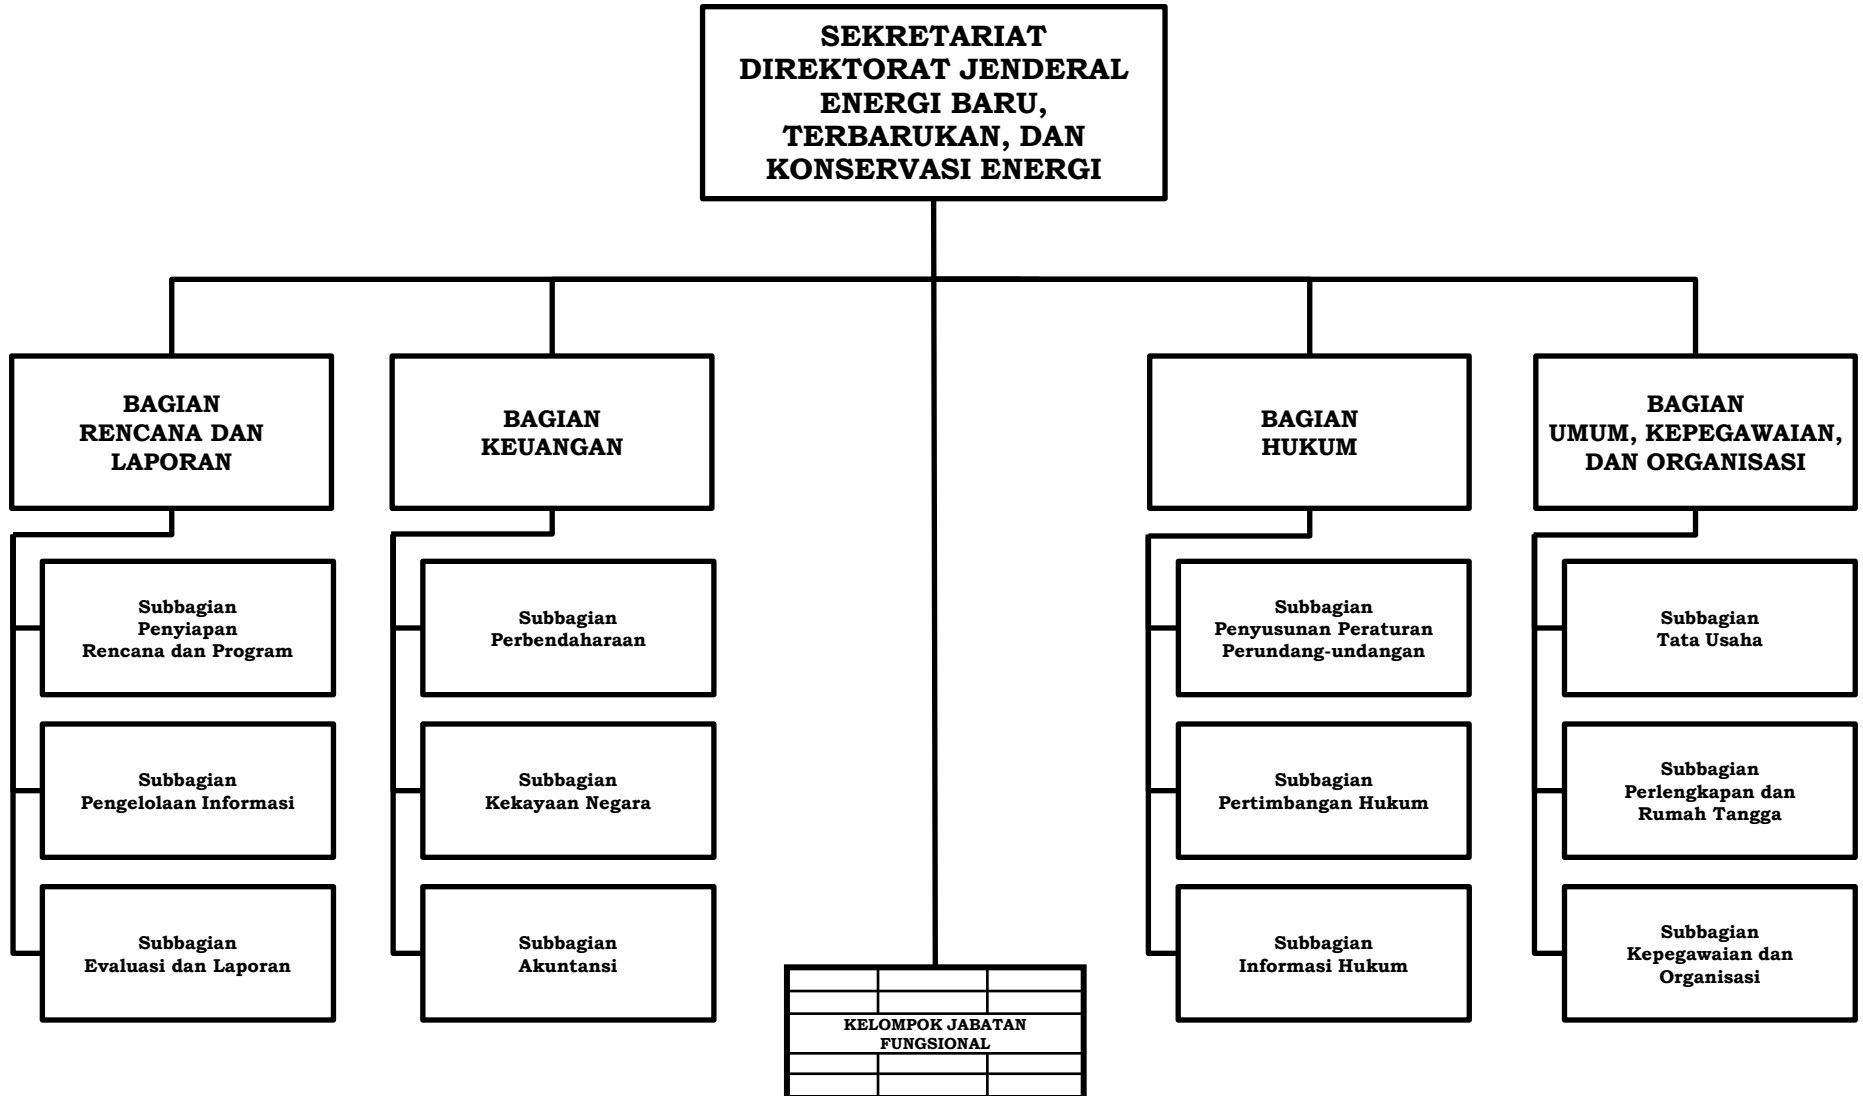 SEKRETARIAT
DIREKTORAT JENDERAL
ENERGI BARU,
TERBARUKAN, DAN
KONSERVASI ENERGI
BAGIAN
RENCANA DAN
LAPORAN
BAGIAN
KEUANGAN
BAGIAN
HUKUM
BAGIAN
UMUM, KEPEGAWAIAN,
DAN ORGANISASI
Subbagian
Penyiapan
Rencana dan Program
Subbagian
Perbendaharaan
Subbagian
Penyusunan Peraturan
Perundang-undangan
Subbagian
Tata Usaha
Subbagian
Pengelolaan Informasi
Subbagian
Kekayaan Negara
Subbagian
Pertimbangan Hukum
Subbagian
Perlengkapan dan
Rumah Tangga
Subbagian
Evaluasi dan Laporan
Subbagian
Akuntansi
Subbagian
Informasi Hukum
Subbagian
Kepegawaian dan
Organisasi
KELOMPOK JABATAN
FUNGSIONAL